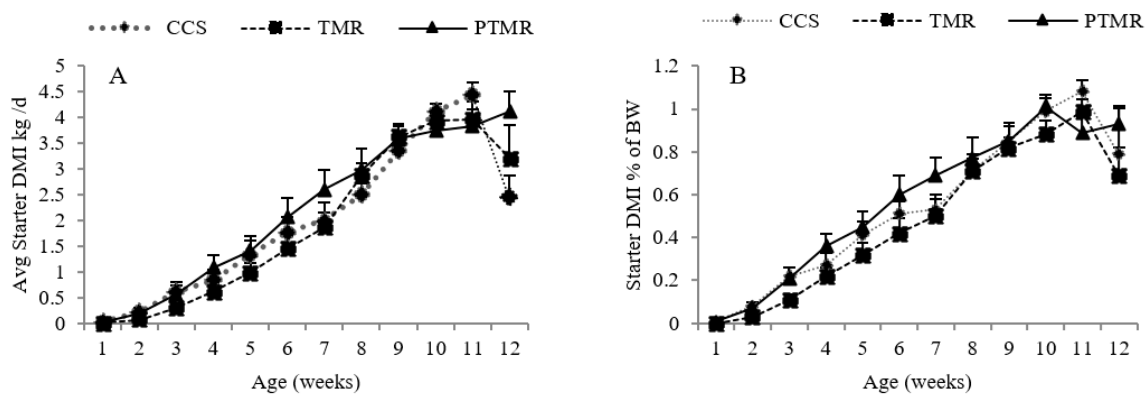 CCS TMR PTMR
A
Avg Starter DMI kg /d
5
4.5
4
3.5
3
2.5
2
1.5
1
0.5
0
1 2 3 4 5 6 7 8 9 10 11 12
Age (weeks)
CCS TMR PTMR
B
Starter DMI % of BW
1.2
1
0.8
0.6
0.4
0.2
0
1 2 3 4 5 6 7 8 9 10 11 12
Age (weeks)